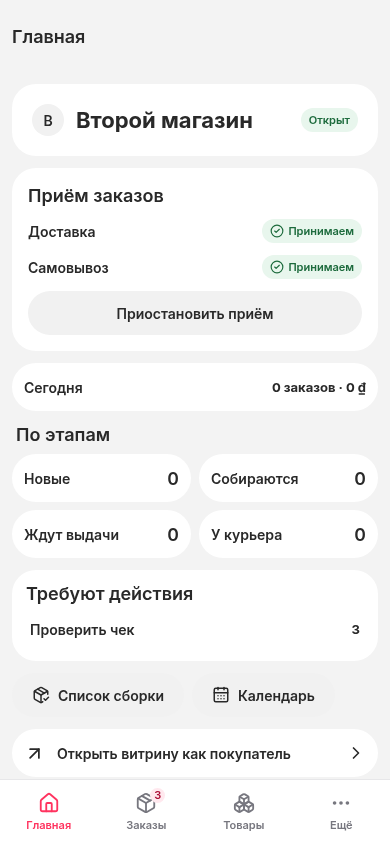 Главная
В Второй магазин Открыт
Приём заказов
Доставка Принимаем
Самовывоз Принимаем
Приостановить приём
Сегодня 0 заказов · 0 ₫
По этапам
Новые 0 Собираются 0
Ждут выдачи 0 У курьера 0
Требуют действия
Проверить чек 3
Список сборки Календарь
Открыть витрину как покупатель
3
Главная Заказы Товары Ещё